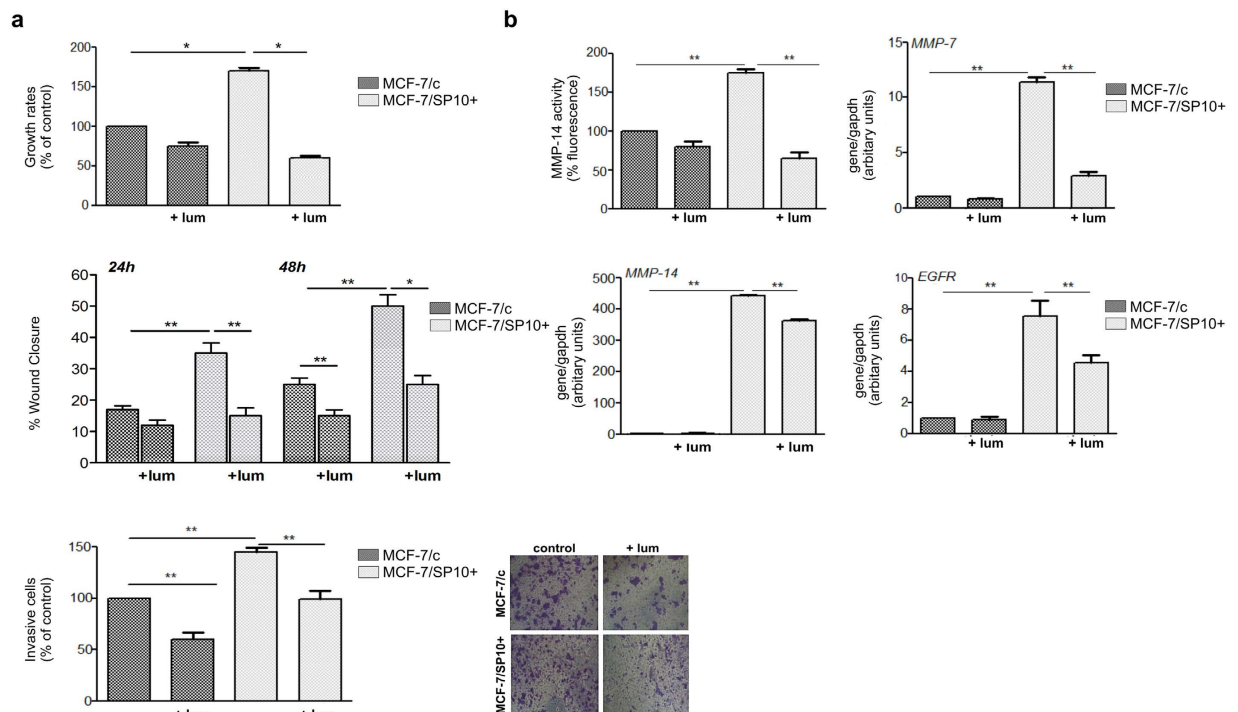 a
Growth rates
(% of control)
200
150
100
50
0
*
*
+ lum
+ lum
MCF-7/c
MCF-7/SP10+
% Wound Closure
60
50
40
30
20
10
0
24h
48h
**
**
**
**
*
+lum
+lum
+lum
+lum
MCF-7/c
MCF-7/SP10+
Invasive cells
(% of control)
150
100
50
0
**
**
**
MCF-7/c
MCF-7/SP10+
+ lum
+ lum
control
+ lum
MCF-7/c
MCF-7/SP10+
b
MMP-14 activity
(% fluorescence)
200
150
100
50
0
**
**
+ lum
+ lum
MMP-7
gene/gapdh
(arbitary units)
15
10
5
0
**
**
+ lum
+ lum
MCF-7/c
MCF-7/SP10+
MMP-14
gene/gapdh
(arbitary units)
500
400
300
200
100
0
**
**
+ lum
+ lum
EGFR
gene/gapdh
(arbitary units)
10
8
6
4
2
0
**
**
+ lum
+ lum
MCF-7/c
MCF-7/SP10+